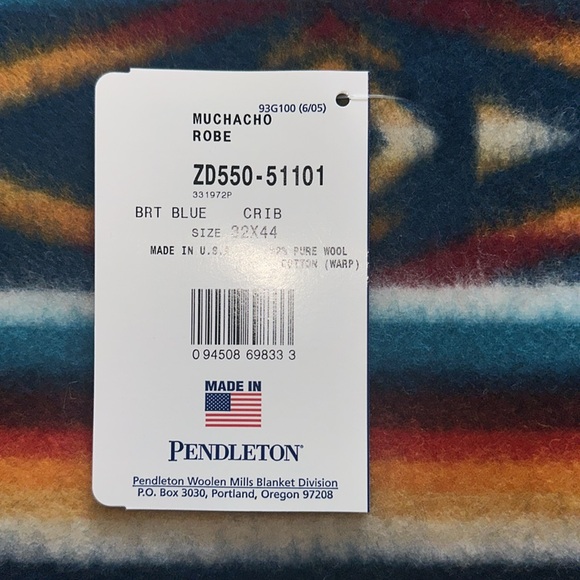 93G100 (6/05)
MUCHACHO
ROBE
ZD550-51101
331972P
BRT BLUE CRIB
SIZE 32X44
MADE IN U.S. PURE WOOL
COTTON (WARP)
0 94508 69833 3
MADE IN
PENDLETON®
Pendleton Woolen Mills Blanket Division
P.O. Box 3030, Portland, Oregon 97208